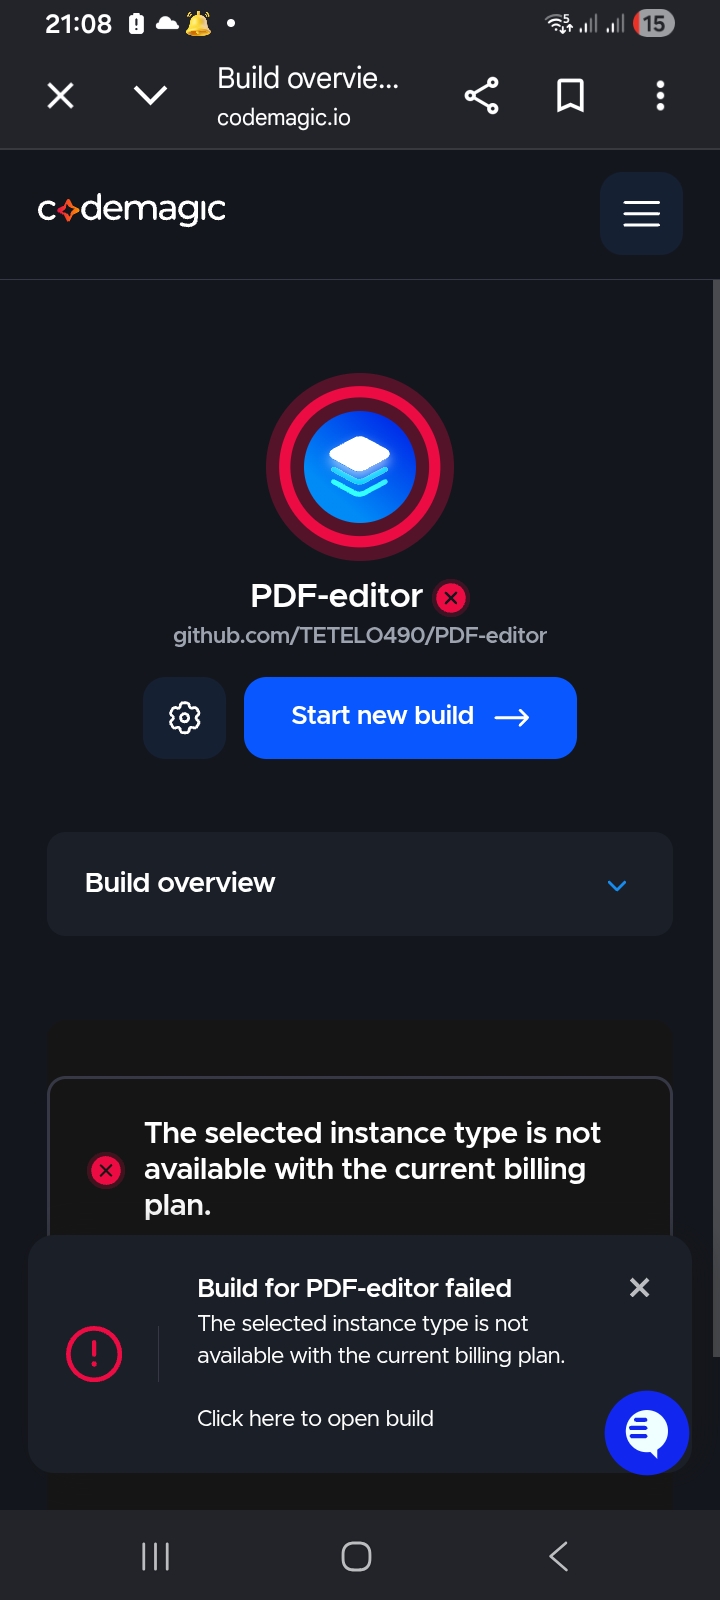 21:08
15
Build overvie...
codemagic.io
codemagic
PDF-editor
github.com/TETELO490/PDF-editor
Start new build
Build overview
The selected instance type is not
available with the current billing
plan.
Build for PDF-editor failed
The selected instance type is not
available with the current billing plan.
Click here to open build